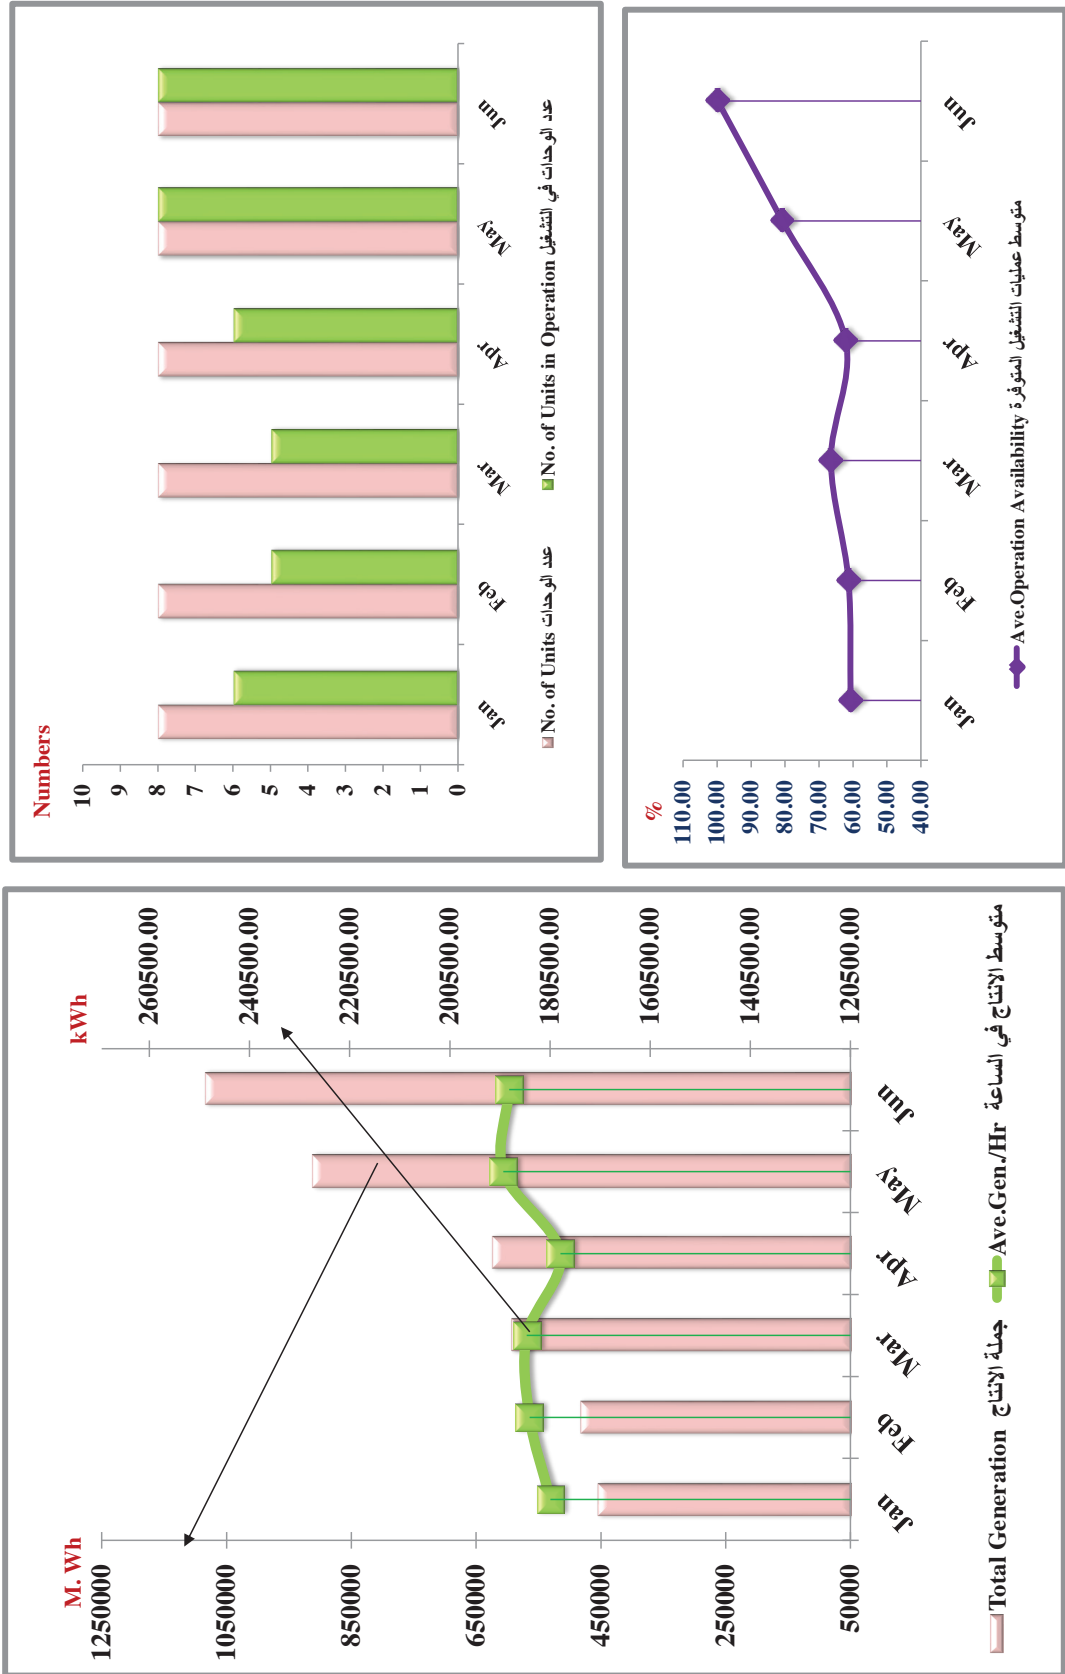 M. Wh
kWh
1250000
1050000
850000
650000
450000
250000
50000
260500.00
240500.00
220500.00
200500.00
180500.00
160500.00
140500.00
120500.00
Jan
Feb
Mar
Apr
May
Jun
Total Generation جملة الانتاج
Ave.Gen./Hr متوسط الانتاج في الساعة
Numbers
10
9
8
7
6
5
4
3
2
1
0
Jan
Feb
Mar
Apr
May
Jun
No. of Units عدد الوحدات
No. of Units in Operation عدد الوحدات في التشغيل
%
110.00
100.00
90.00
80.00
70.00
60.00
50.00
40.00
Jan
Feb
Mar
Apr
May
Jun
Ave.Operation Availability متوسط عمليات التشغيل المتوفرة